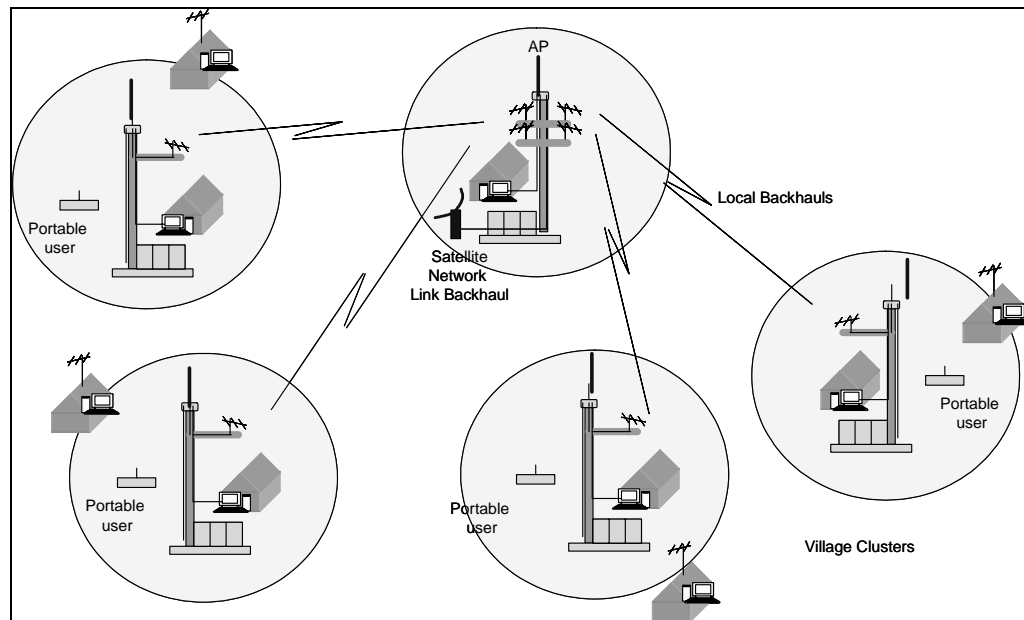 AP
Local Backhauls
Portable
user
Satellite
Network
Link Backhaul
Portable
user
Portable
user
Portable
user
Village Clusters